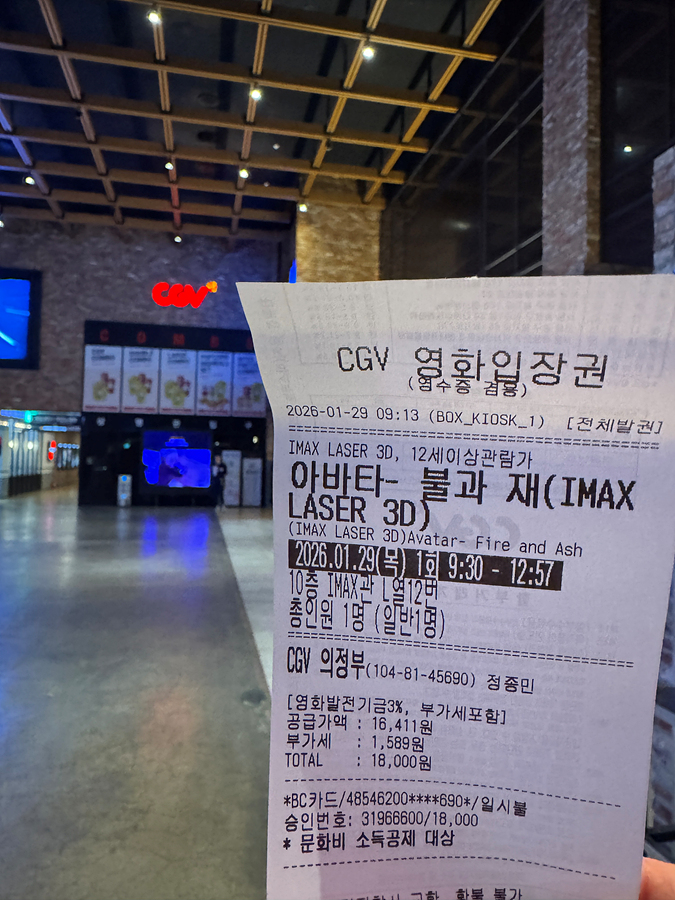 CGV
COMBO
CGV 영화입장권
(영수증 겸용)
2026-01-29 09:13 (BOX_KIOSK_1) [전체발권]
IMAX LASER 3D, 12세이상관람가
아바타- 불과 재(IMAX
LASER 3D)
(IMAX LASER 3D)Avatar- Fire and Ash
2026.01.29(목) 1회 9:30 - 12:57
10층 IMAX관 L열12번
총인원 1명 (일반1명)
CGV 의정부(104-81-45690) 정종민
[영화발전기금3%, 부가세포함]
공급가액 : 16,411원
부가세 : 1,589원
TOTAL : 18,000원
*BC카드/48546200****690*/일시불
승인번호: 31966600/18,000
* 문화비 소득공제 대상
교환, 환불 불가